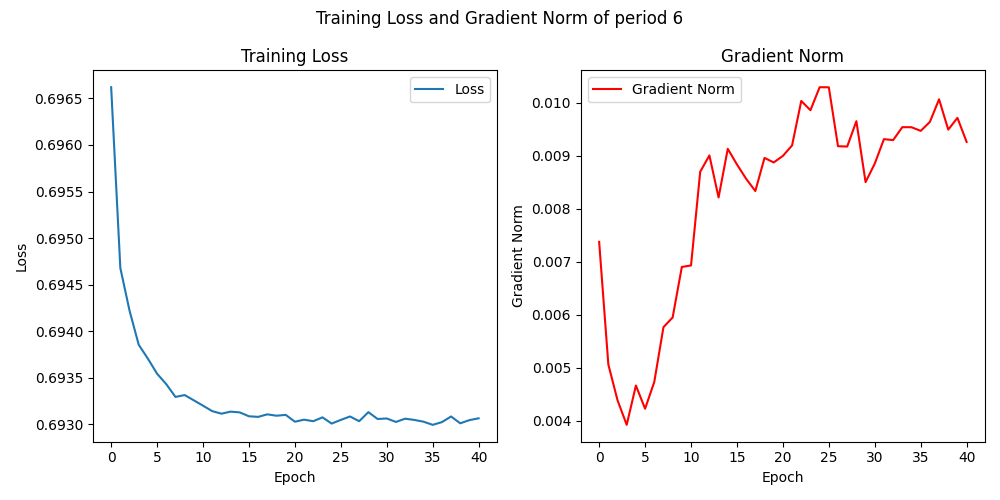 Training Loss and Gradient Norm of period 6
Training Loss
Loss
0.6965
0.6960
0.6955
0.6950
0.6945
0.6940
0.6935
0.6930
Loss
0 5 10 15 20 25 30 35 40
Epoch
Gradient Norm
Gradient Norm
0.010
0.009
0.008
0.007
0.006
0.005
0.004
Gradient Norm
0 5 10 15 20 25 30 35 40
Epoch